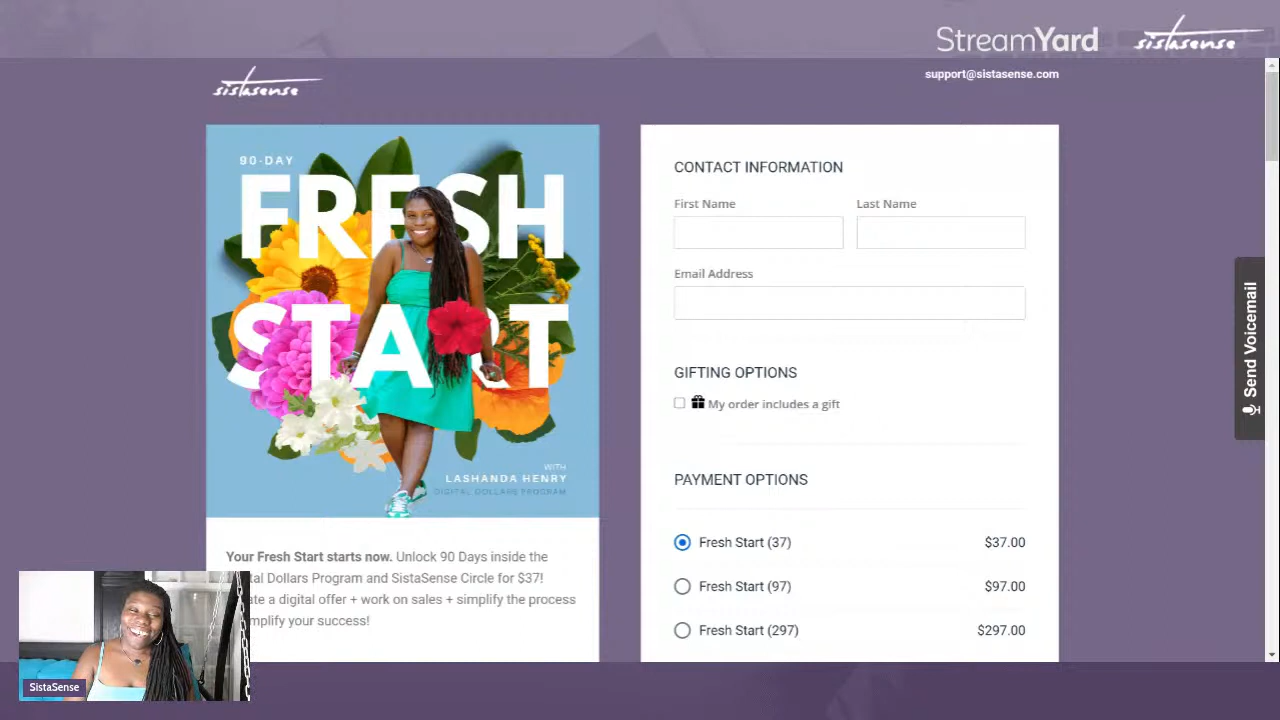 StreamYard sistasense
sistasense
support@sistasense.com
90-DAY
FRESH
START
WITH
LASHANDA HENRY
DIGITAL DOLLARS PROGRAM
Your Fresh Start starts now. Unlock 90 Days inside the
al Dollars Program and SistaSense Circle for $37!
ate a digital offer + work on sales + simplify the process
mplify your success!
SistaSense
CONTACT INFORMATION
First Name Last Name
Email Address
GIFTING OPTIONS
My order includes a gift
PAYMENT OPTIONS
Fresh Start (37) $37.00
Fresh Start (97) $97.00
Fresh Start (297) $297.00
Send Voicemail